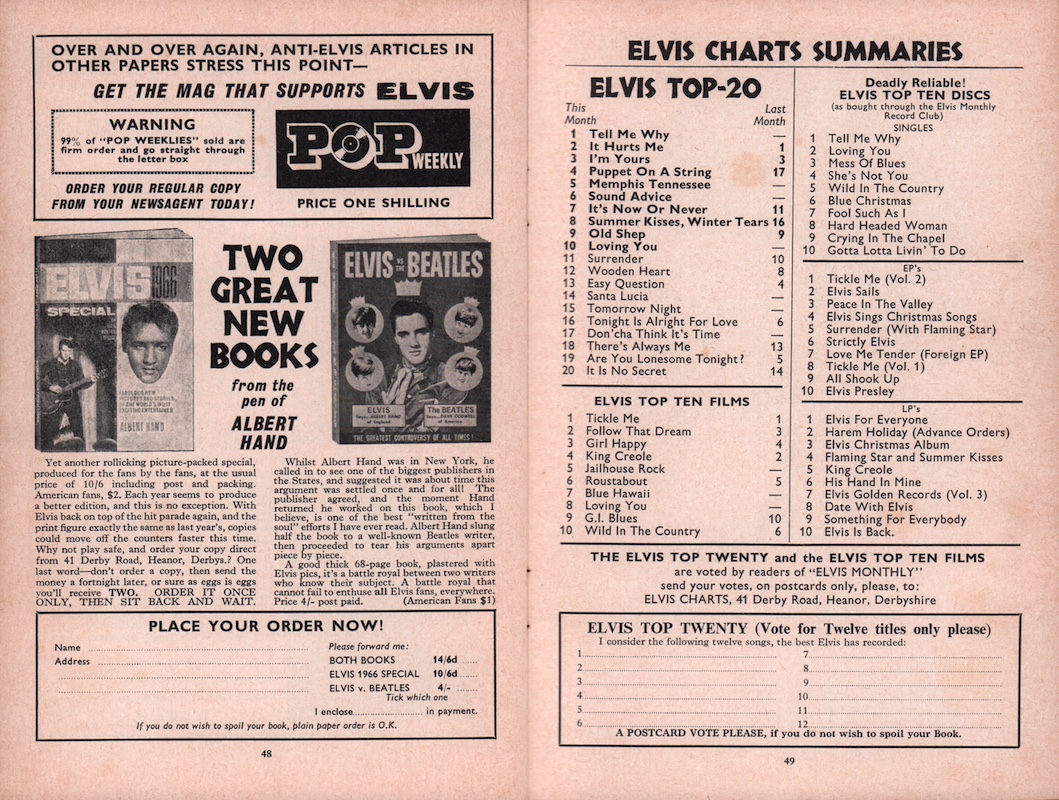 OVER AND OVER AGAIN, ANTI-ELVIS ARTICLES IN
OTHER PAPERS STRESS THIS POINT—
GET THE MAG THAT SUPPORTS ELVIS
WARNING
99% of "POP WEEKLIES" sold are
firm order and go straight through
the letter box
ORDER YOUR REGULAR COPY
FROM YOUR NEWSAGENT TODAY!
POP
WEEKLY
PRICE ONE SHILLING
ELVIS 1966
SPECIAL
ALBERT HAND
TWO
GREAT
NEW
BOOKS
from the
pen of
ALBERT
HAND
ELVIS VS THE BEATLES
ELVIS
Says... ALBERT HAND
of England
The BEATLES
of America
THE GREATEST CONTROVERSY OF ALL TIMES!
Yet another rollicking picture-packed special,
produced for the fans by the fans, at the usual
price of 10/6 including post and packing.
American fans, $2. Each year seems to produce
a better edition, and this is no exception. With
Elvis back on top of the hit parade again, and the
print figure exactly the same as last year's, copies
could move off the counters faster this time.
Why not play safe, and order your copy direct
from 41 Derby Road, Heanor, Derbys.? One
last word—don't order a copy, then send the
money a fortnight later, or sure as eggs is eggs
you'll receive TWO. ORDER IT ONCE
ONLY, THEN SIT BACK AND WAIT.
Whilst Albert Hand was in New York, he
called in to see one of the biggest publishers in
the States, and suggested it was about time this
argument was settled once and for all! The
publisher agreed, and the moment Hand
returned he worked on this book, which I
believe, is one of the best "written from the
soul" efforts I have ever read. Albert Hand slung
half the book to a well-known Beatles writer,
then proceeded to tear his arguments apart
piece by piece.
A good thick 68-page book, plastered with
Elvis pics, it's a battle royal between two writers
who know their subject. A battle royal that
cannot fail to enthuse all Elvis fans, everywhere.
Price 4/- post paid. (American Fans $1)
PLACE YOUR ORDER NOW!
Name
Address
Please forward me:
BOTH BOOKS 14/6d
ELVIS 1966 SPECIAL 10/6d
ELVIS v. BEATLES 4/-
Tick which one
I enclose in payment.
If you do not wish to spoil your book, plain paper order is O.K.
48
ELVIS CHARTS SUMMARIES
ELVIS TOP-20
This Last
Month Month
1 Tell Me Why —
2 It Hurts Me 1
3 I'm Yours 3
4 Puppet On A String 17
5 Memphis Tennessee —
6 Sound Advice —
7 It's Now Or Never 11
8 Summer Kisses, Winter Tears 16
9 Old Shep 9
10 Loving You —
11 Surrender 10
12 Wooden Heart 8
13 Easy Question 4
14 Santa Lucia —
15 Tomorrow Night —
16 Tonight Is Alright For Love 6
17 Don'cha Think It's Time —
18 There's Always Me 13
19 Are You Lonesome Tonight? 5
20 It Is No Secret 14
ELVIS TOP TEN FILMS
1 Tickle Me 1
2 Follow That Dream 3
3 Girl Happy 4
4 King Creole 2
5 Jailhouse Rock —
6 Roustabout 5
7 Blue Hawaii —
8 Loving You —
9 G.I. Blues 10
10 Wild In The Country 6
Deadly Reliable!
ELVIS TOP TEN DISCS
(as bought through the Elvis Monthly
Record Club)
SINGLES
1 Tell Me Why
2 Loving You
3 Mess Of Blues
4 She's Not You
5 Wild In The Country
6 Blue Christmas
7 Fool Such As I
8 Hard Headed Woman
9 Crying In The Chapel
10 Gotta Lotta Livin' To Do
EP's
1 Tickle Me (Vol. 2)
2 Elvis Sails
3 Peace In The Valley
4 Elvis Sings Christmas Songs
5 Surrender (With Flaming Star)
6 Strictly Elvis
7 Love Me Tender (Foreign EP)
8 Tickle Me (Vol. 1)
9 All Shook Up
10 Elvis Presley
LP's
1 Elvis For Everyone
2 Harem Holiday (Advance Orders)
3 Elvis Christmas Album
4 Flaming Star and Summer Kisses
5 King Creole
6 His Hand In Mine
7 Elvis Golden Records (Vol. 3)
8 Date With Elvis
9 Something For Everybody
10 Elvis Is Back.
THE ELVIS TOP TWENTY and the ELVIS TOP TEN FILMS
are voted by readers of "ELVIS MONTHLY"
send your votes, on postcards only, please, to:
ELVIS CHARTS, 41 Derby Road, Heanor, Derbyshire
ELVIS TOP TWENTY (Vote for Twelve titles only please)
I consider the following twelve songs, the best Elvis has recorded:
1
2
3
4
5
6
7
8
9
10
11
12
A POSTCARD VOTE PLEASE, if you do not wish to spoil your Book.
49